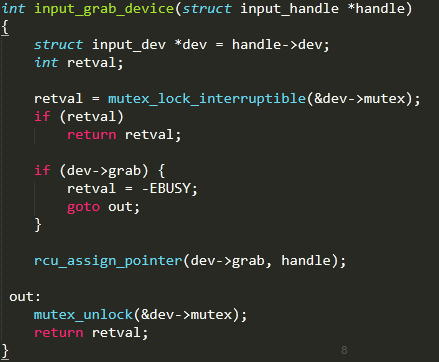 int input_grab_device(struct input_handle *handle)
{
    struct input_dev *dev = handle->dev;
    int retval;

    retval = mutex_lock_interruptible(&dev->mutex);
    if (retval)
        return retval;

    if (dev->grab) {
        retval = -EBUSY;
        goto out;
    }

    rcu_assign_pointer(dev->grab, handle);

 out:
    mutex_unlock(&dev->mutex);
    return retval;
8
}